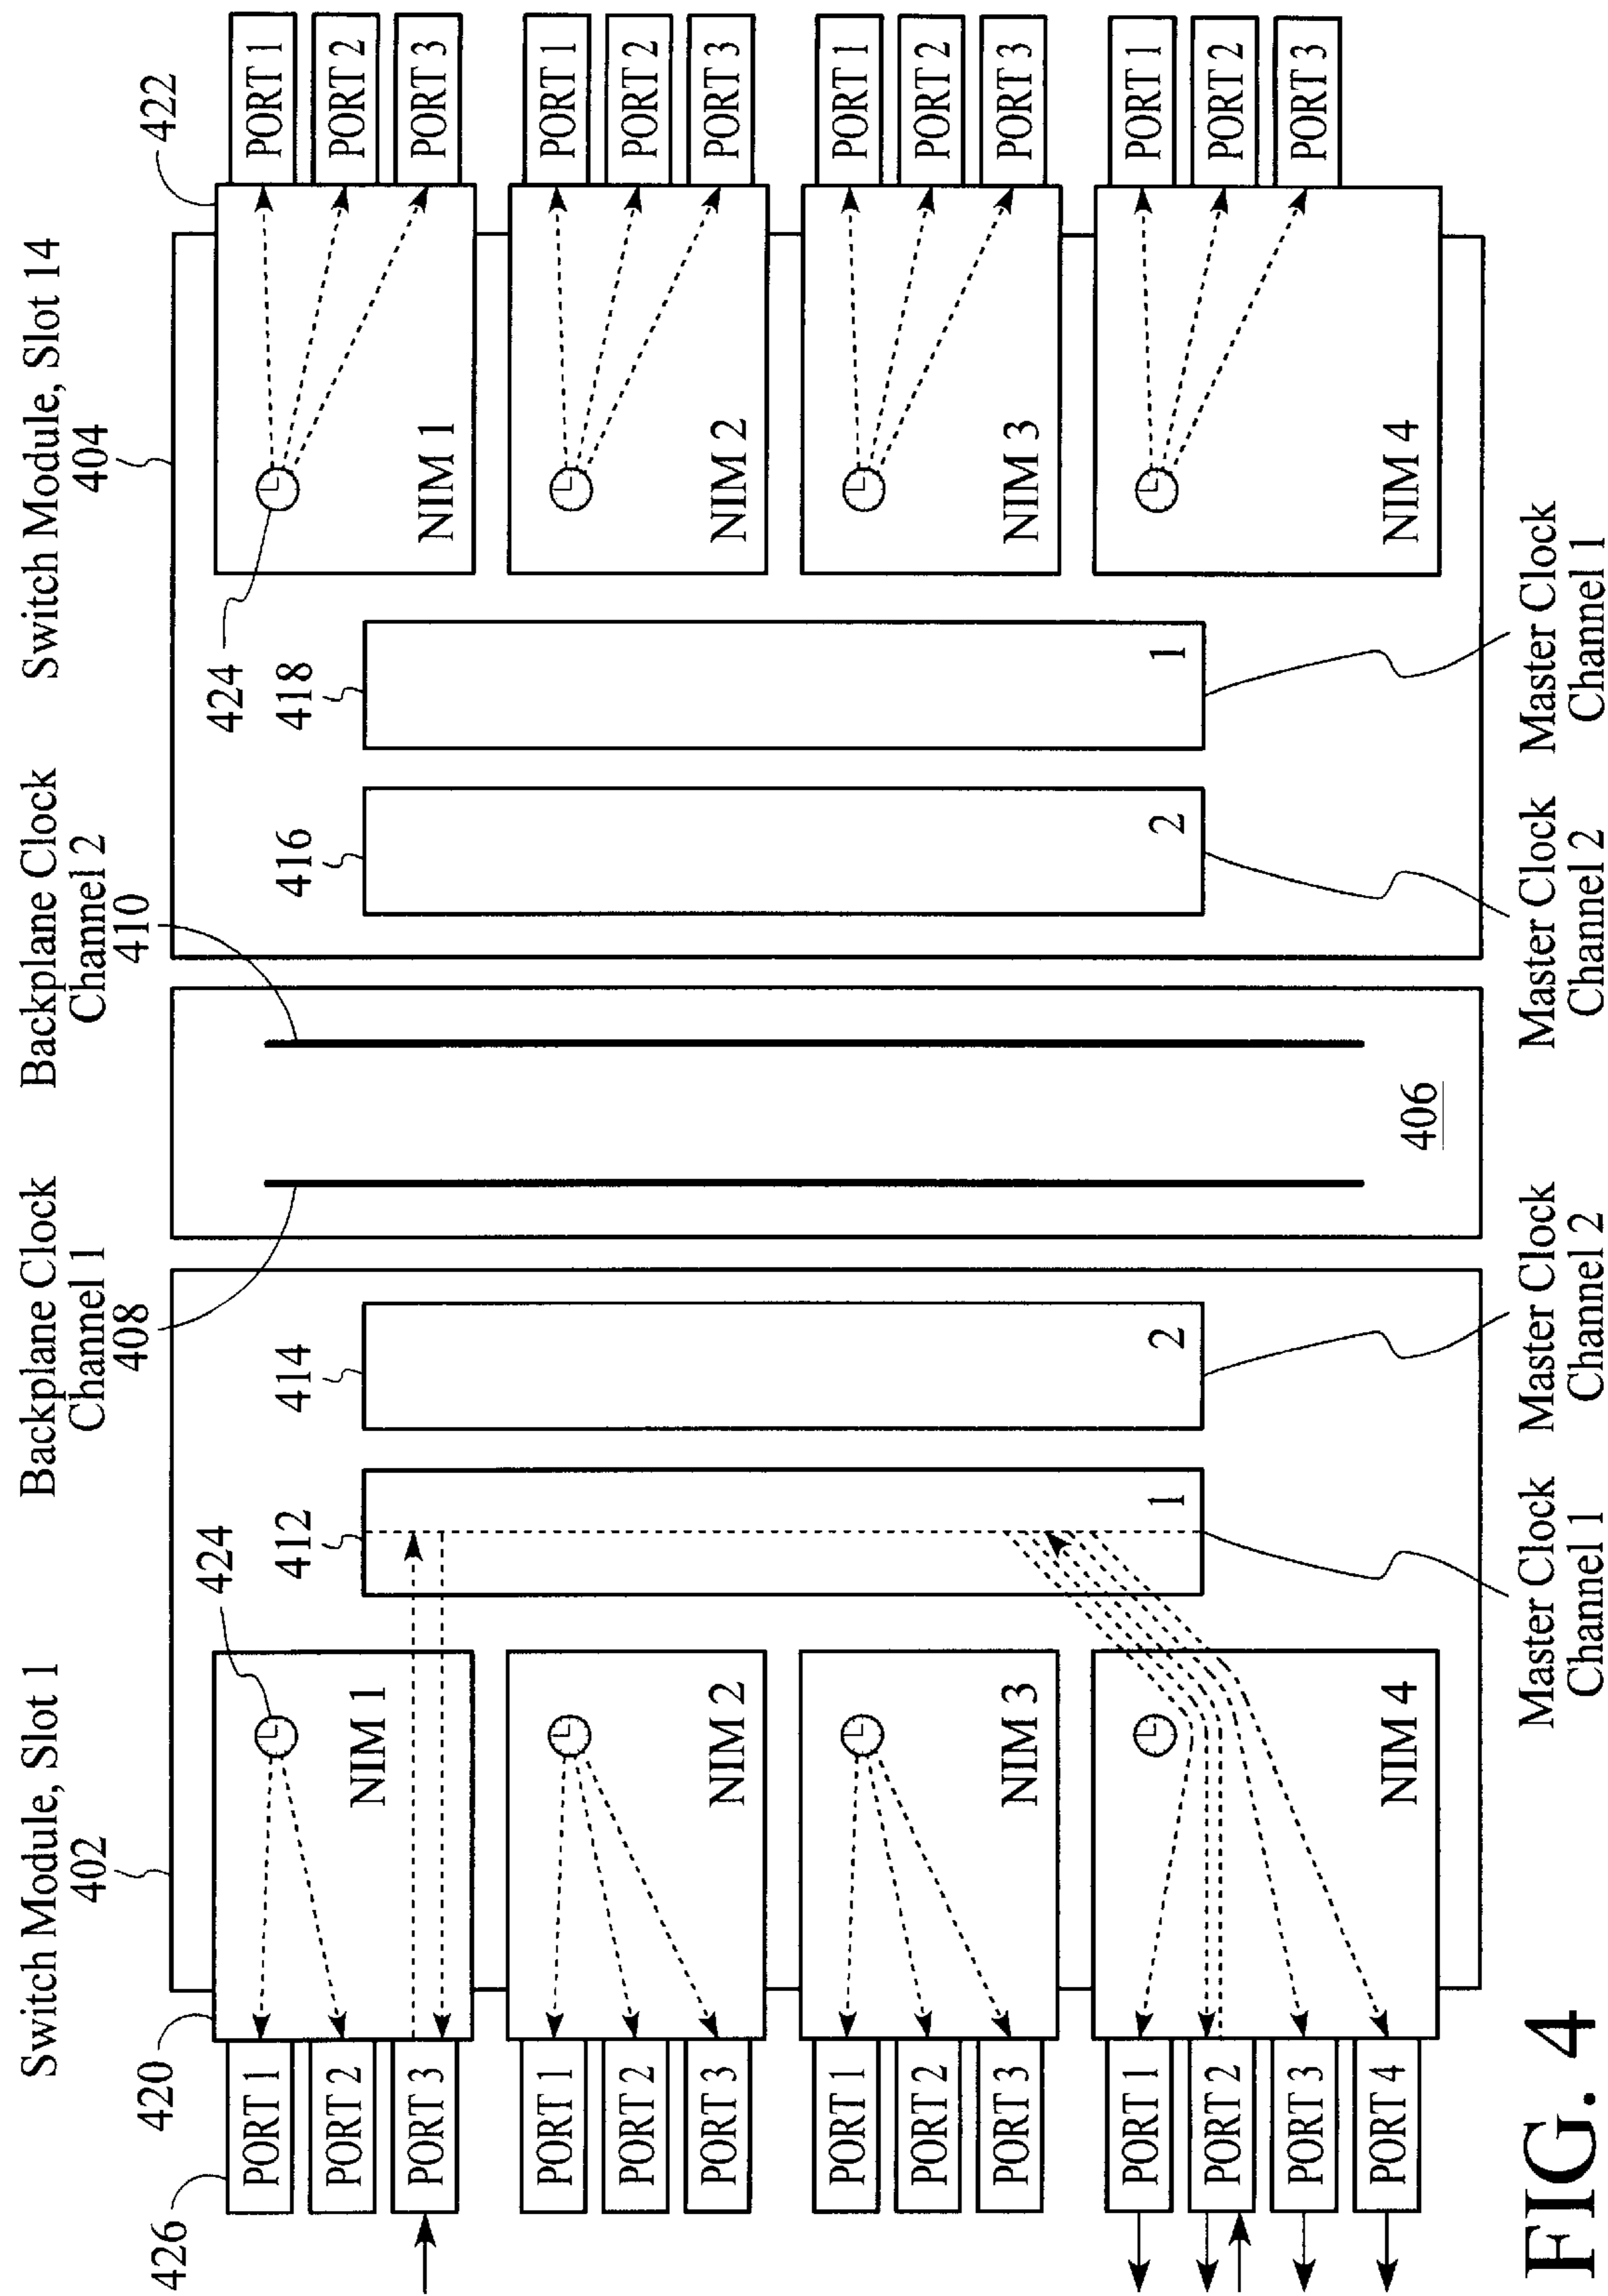 Switch Module, Slot 1
402
Backplane Clock
Channel 1
408
Backplane Clock
Channel 2
410
Switch Module, Slot 14
404
426
420
424
412
414
416
418
424
422
PORT 1
PORT 2
PORT 3
NIM 1
PORT 1
PORT 2
PORT 3
NIM 2
PORT 1
PORT 2
PORT 3
NIM 3
PORT 1
PORT 2
PORT 3
PORT 4
NIM 4
1
2
406
2
1
NIM 1
PORT 1
PORT 2
PORT 3
NIM 2
PORT 1
PORT 2
PORT 3
NIM 3
PORT 1
PORT 2
PORT 3
NIM 4
PORT 1
PORT 2
PORT 3
Master Clock
Channel 1
Master Clock
Channel 2
Master Clock
Channel 2
Master Clock
Channel 1
FIG. 4